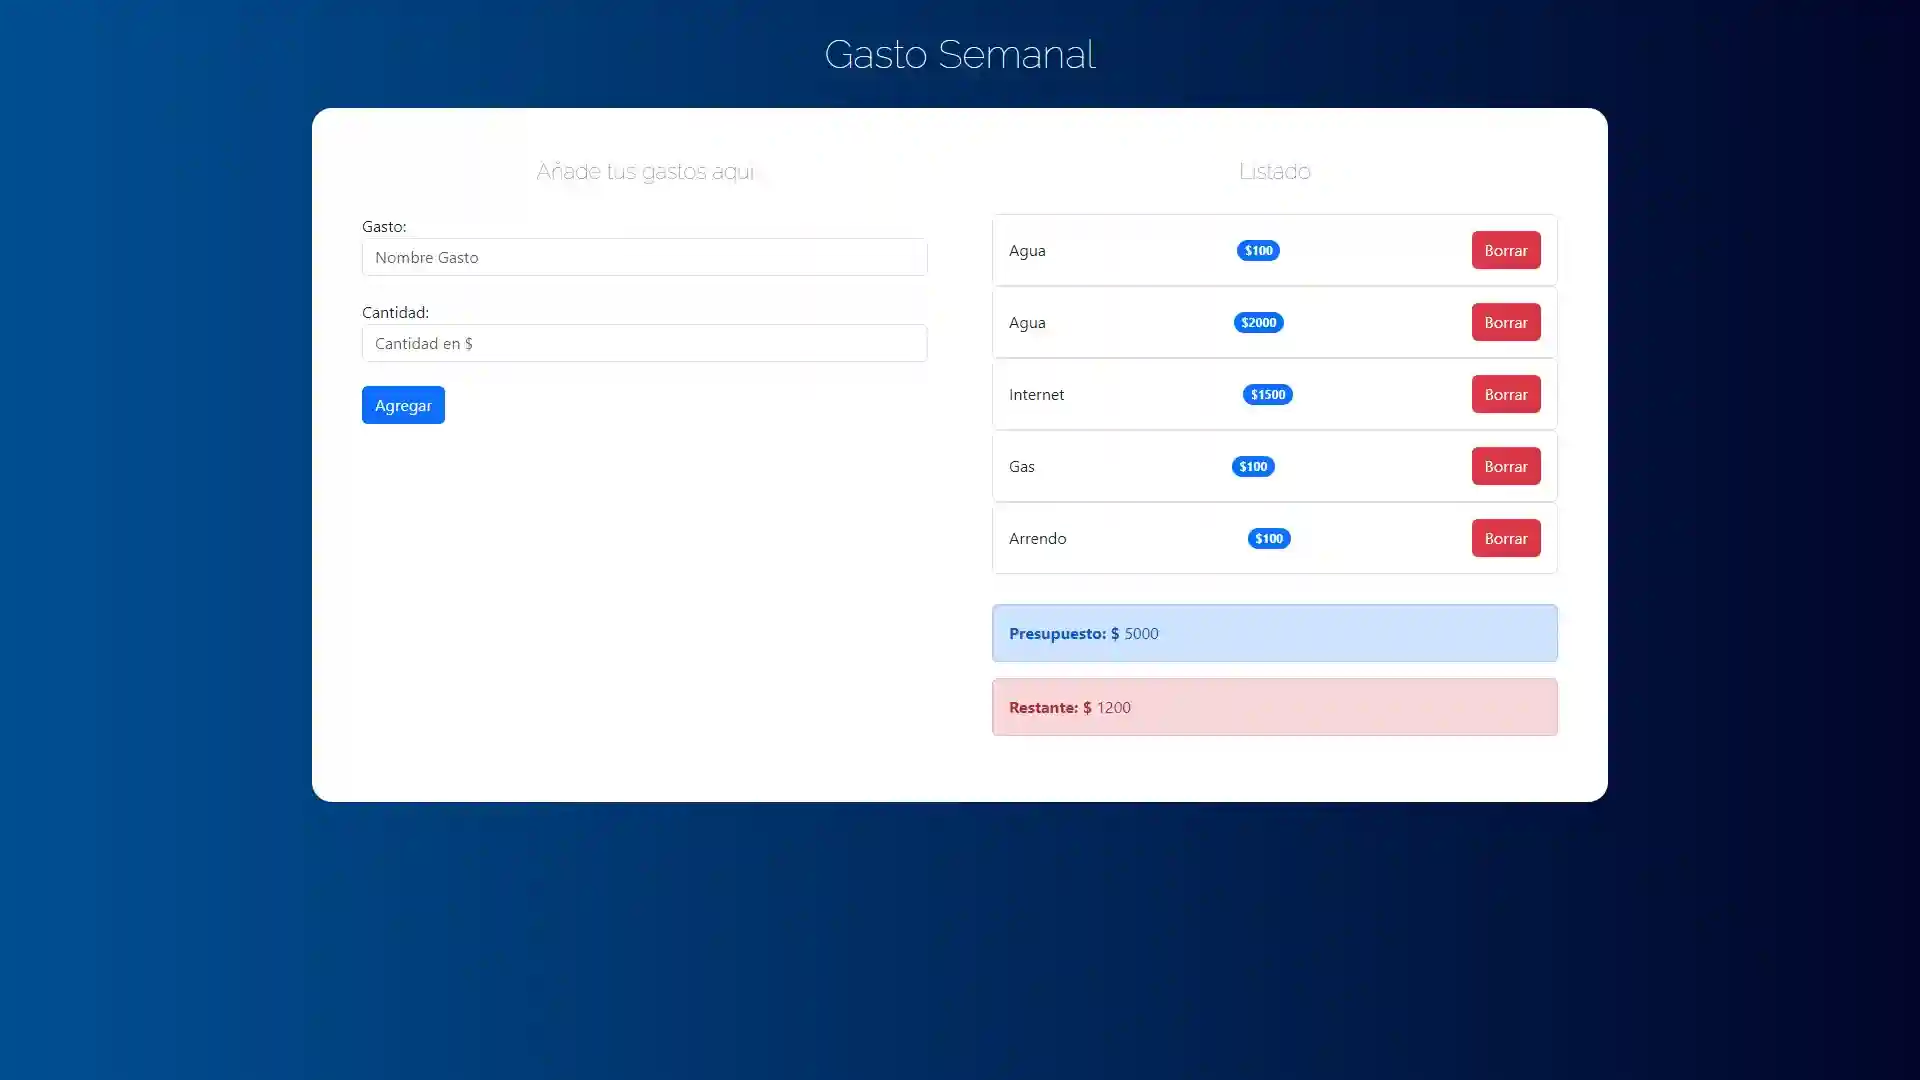 Gasto Semanal
Añade tus gastos aqui
Gasto:
Nombre Gasto
Cantidad:
Cantidad en $
Agregar
Listado
Agua $100 Borrar
Agua $2000 Borrar
Internet $1500 Borrar
Gas $100 Borrar
Arrendo $100 Borrar
Presupuesto: $ 5000
Restante: $ 1200